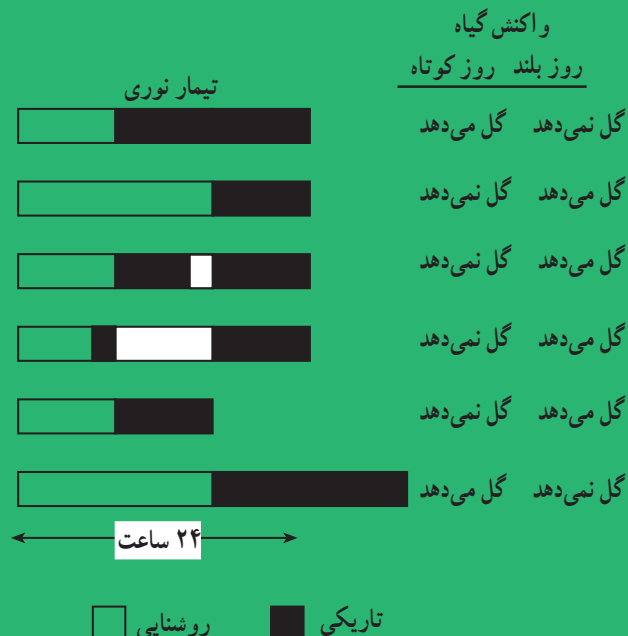 واکنش گیاه
روز بلند روز کوتاه
تیمار نوری
گل نمی‌دهد گل می‌دهد
گل می‌دهد گل نمی‌دهد
گل می‌دهد گل نمی‌دهد
گل می‌دهد گل نمی‌دهد
گل می‌دهد گل نمی‌دهد
گل نمی‌دهد گل می‌دهد
۲۴ ساعت
تاریکی روشنایی